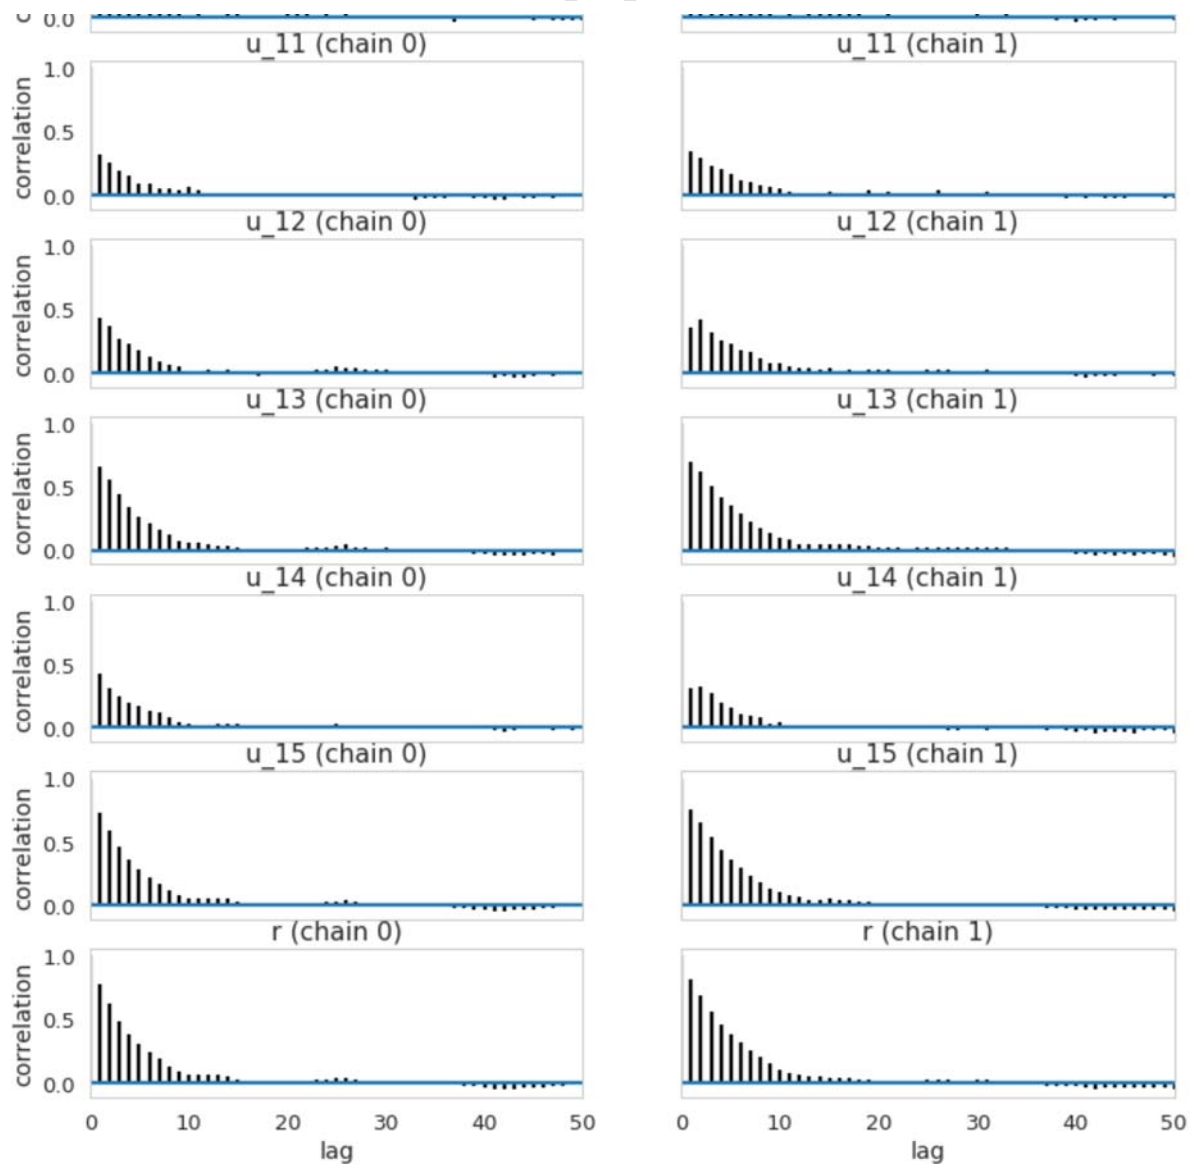 0.0
u_11 (chain 0) u_11 (chain 1)
1.0
correlation
0.5
0.0
u_12 (chain 0) u_12 (chain 1)
1.0
correlation
0.5
0.0
u_13 (chain 0) u_13 (chain 1)
1.0
correlation
0.5
0.0
u_14 (chain 0) u_14 (chain 1)
1.0
correlation
0.5
0.0
u_15 (chain 0) u_15 (chain 1)
1.0
correlation
0.5
0.0
r (chain 0) r (chain 1)
1.0
correlation
0.5
0.0
0 10 20 30 40 50 0 10 20 30 40 50
lag lag